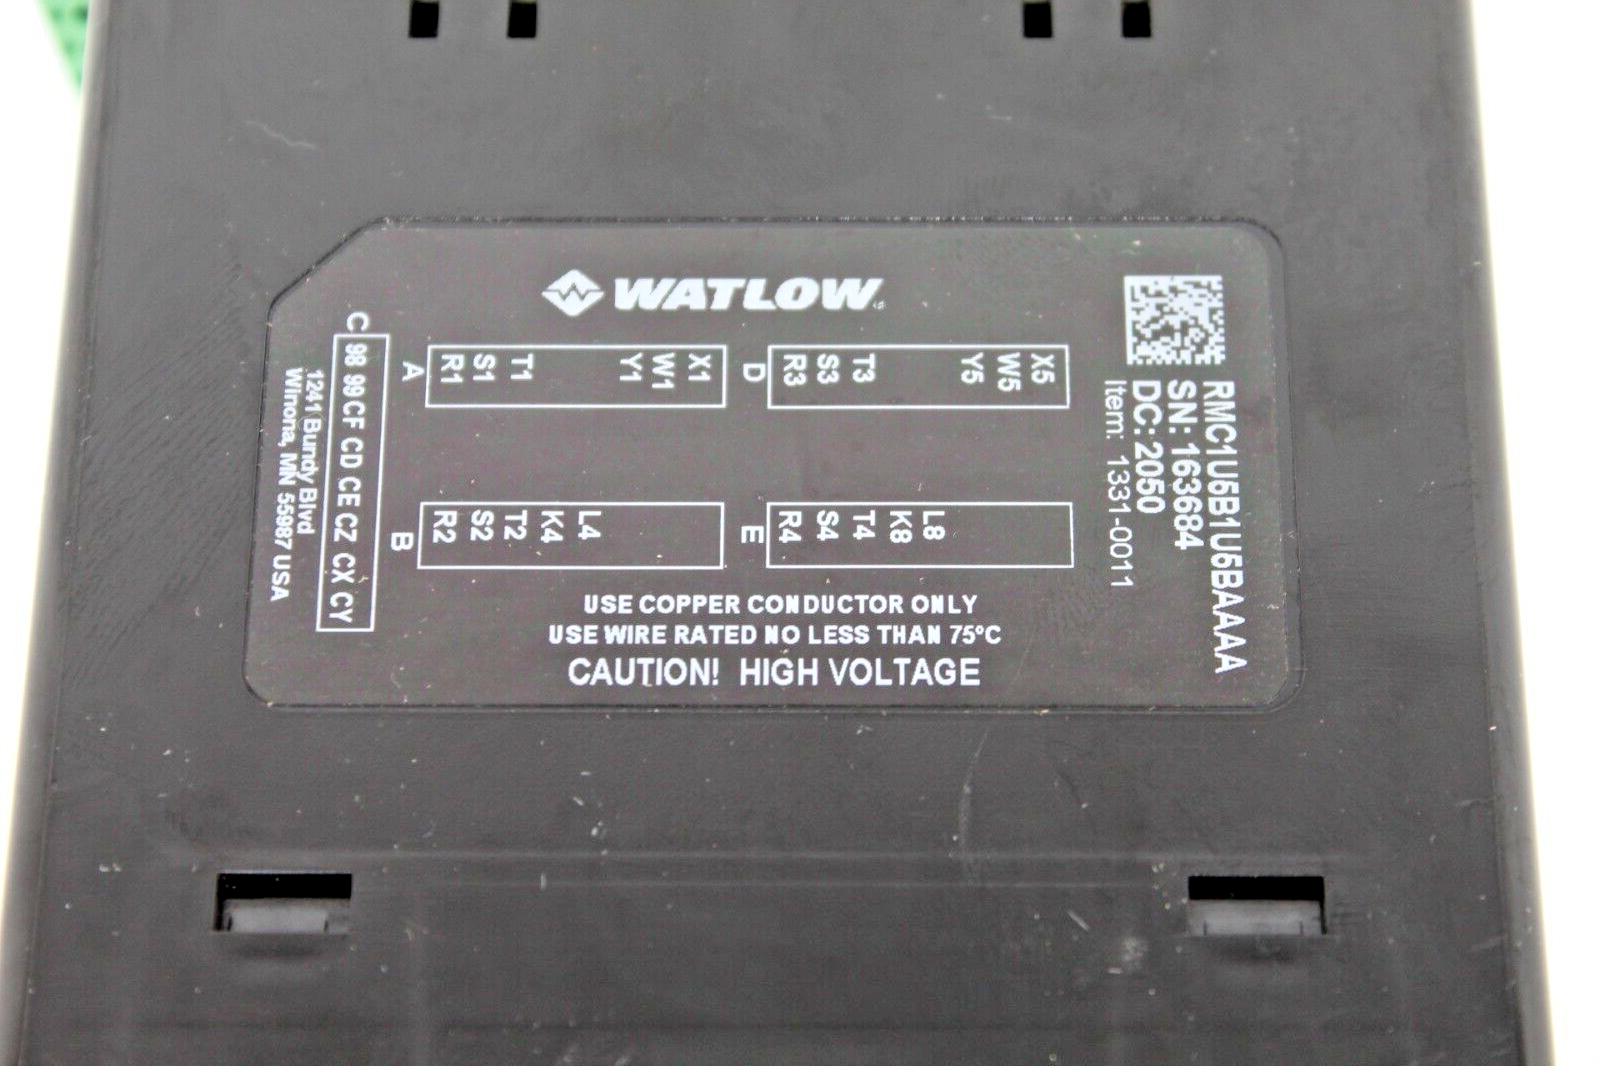 WATLOW
RMC1U5B1U5BAAAA
SN: 163684
DC: 2050
Item: 1331-0011
X1
W1
Y1
T1
S1
R1
A
X5
W5
Y5
T3
S3
R3
D
L4
K4
T2
S2
R2
B
L8
K8
T4
S4
R4
E
C
98 99 CF CD CE CZ CX CY
1241 Bundy Blvd
Winona, MN 55987 USA
USE COPPER CONDUCTOR ONLY
USE WIRE RATED NO LESS THAN 75°C
CAUTION! HIGH VOLTAGE